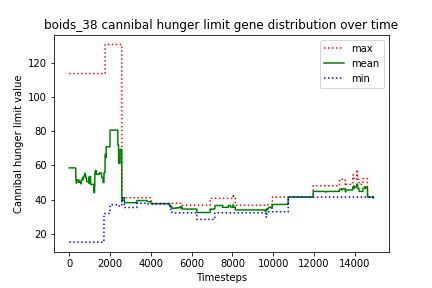 boids_38 cannibal hunger limit gene distribution over time
max
mean
min
Cannibal hunger limit value
120
100
80
60
40
20
0 2000 4000 6000 8000 10000 12000 14000
Timesteps